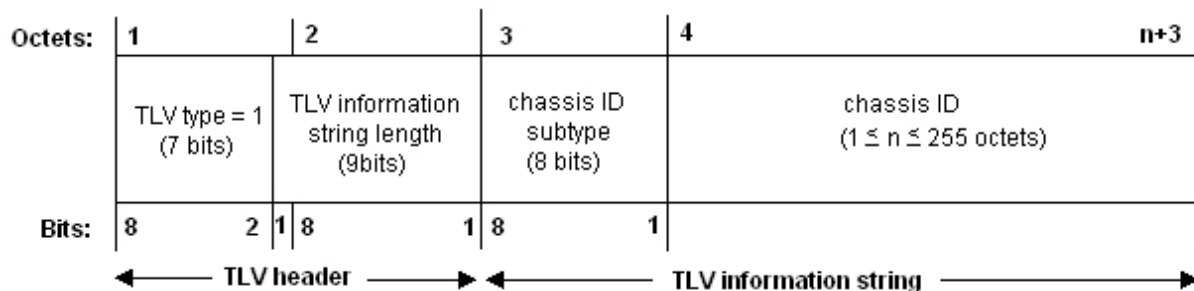 Octets: 1 2 3 4 n+3
TLV type = 1
(7 bits)
TLV information
string length
(9bits)
chassis ID
subtype
(8 bits)
chassis ID
(1 ≤ n ≤ 255 octets)
Bits: 8 2 1 8 1 8 1
TLV header TLV information string